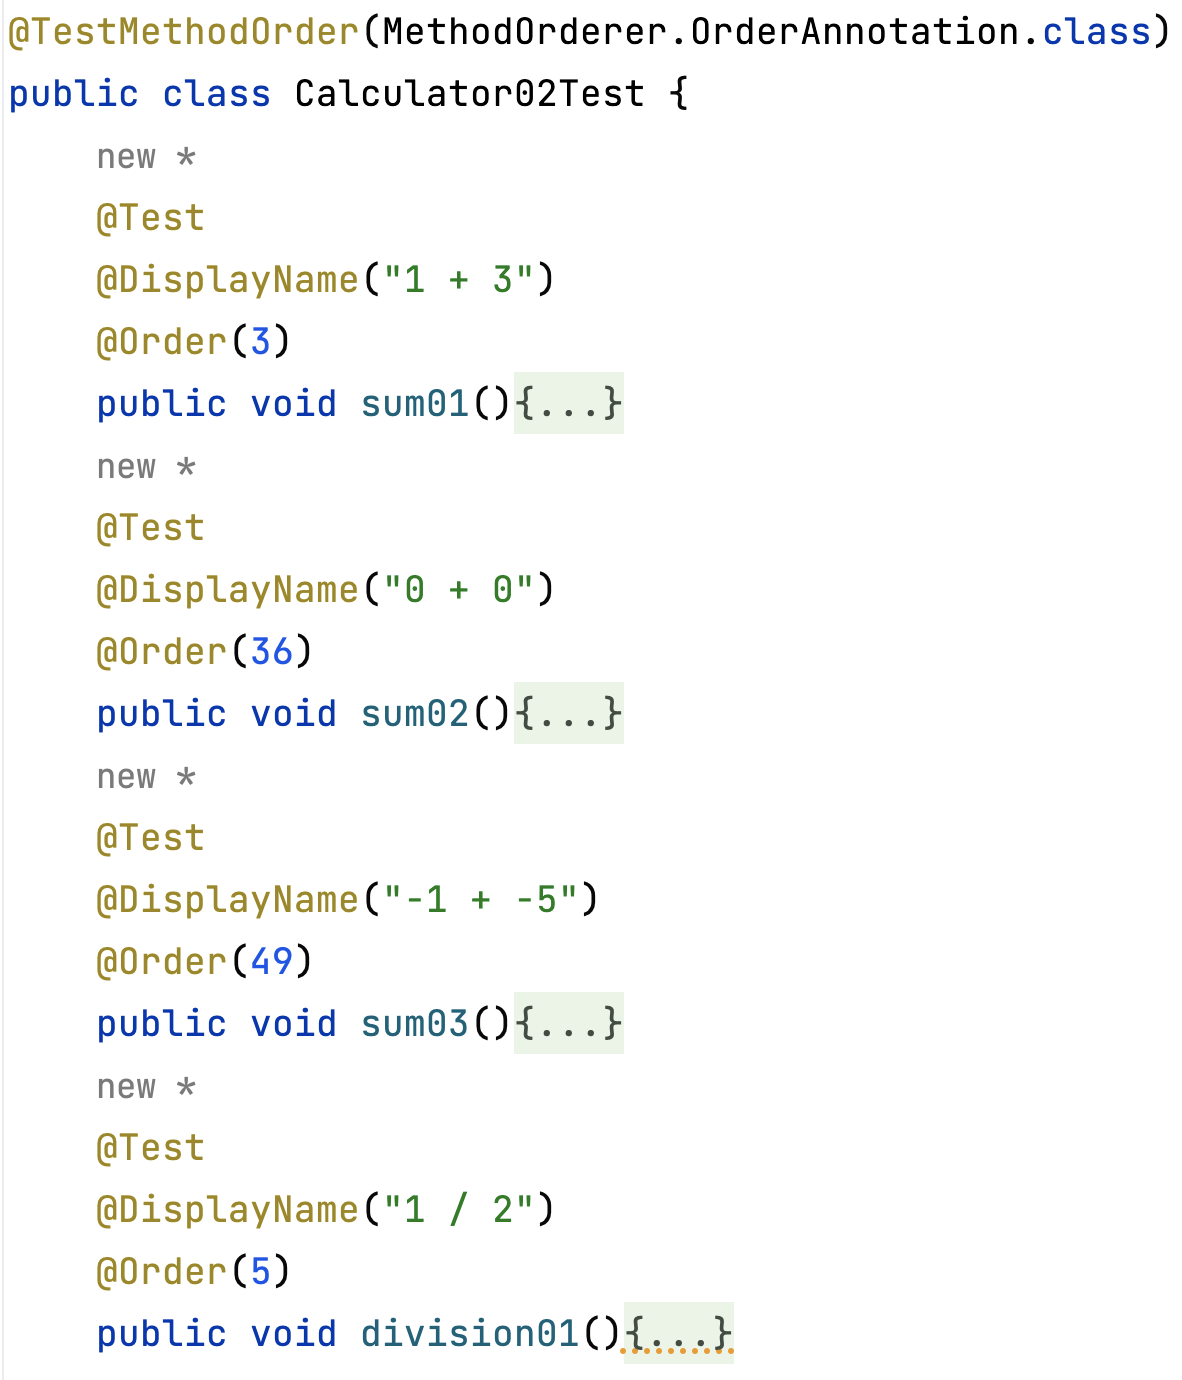 @TestMethodOrder(MethodOrderer.OrderAnnotation.class)
public class Calculator02Test {
new *
@Test
@DisplayName("1 + 3")
@Order(3)
public void sum01(){...}
new *
@Test
@DisplayName("0 + 0")
@Order(36)
public void sum02(){...}
new *
@Test
@DisplayName("-1 + -5")
@Order(49)
public void sum03(){...}
new *
@Test
@DisplayName("1 / 2")
@Order(5)
public void division01(){...}